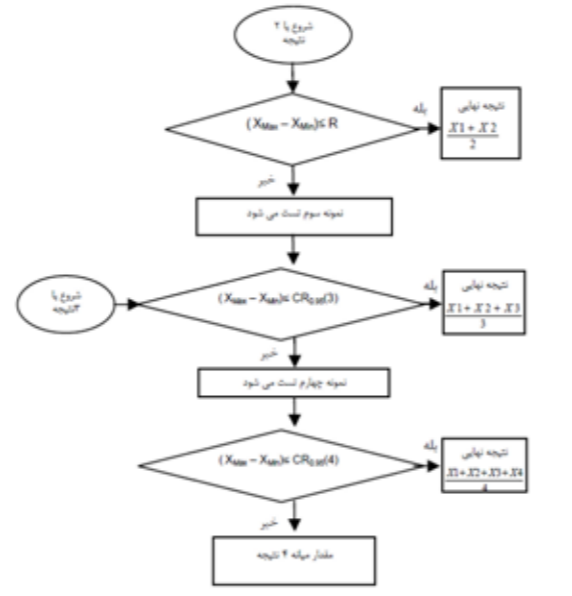 شروع با ۲
نتیجه
(XMax – XMin)≤ R
بله
نتیجه نهایی
X1 + X2
2
خیر
نمونه سوم تست می شود
شروع با
۳نتیجه
(XMax – XMin)≤ CR0.95(3)
بله
نتیجه نهایی
X1 + X2 + X3
3
خیر
نمونه چهارم تست می شود
(XMax – XMin)≤ CR0.95(4)
بله
نتیجه نهایی
X1+X2+X3+X4
4
خیر
مقدار میانه ۴ نتیجه